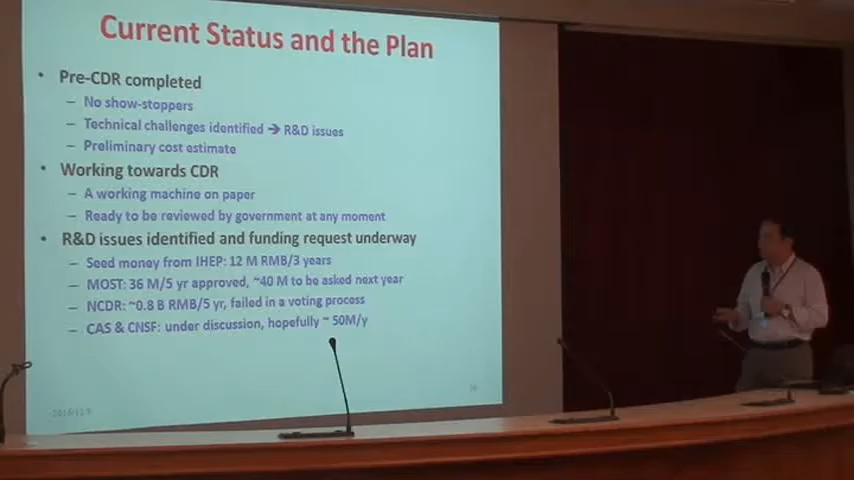 Current Status and the Plan
• Pre-CDR completed
– No show-stoppers
– Technical challenges identified ➔ R&D issues
– Preliminary cost estimate
• Working towards CDR
– A working machine on paper
– Ready to be reviewed by government at any moment
• R&D issues identified and funding request underway
– Seed money from IHEP: 12 M RMB/3 years
– MOST: 36 M/5 yr approved, ~40 M to be asked next year
– NCDR: ~0.8 B RMB/5 yr, failed in a voting process
– CAS & CNSF: under discussion, hopefully ~ 50M/y